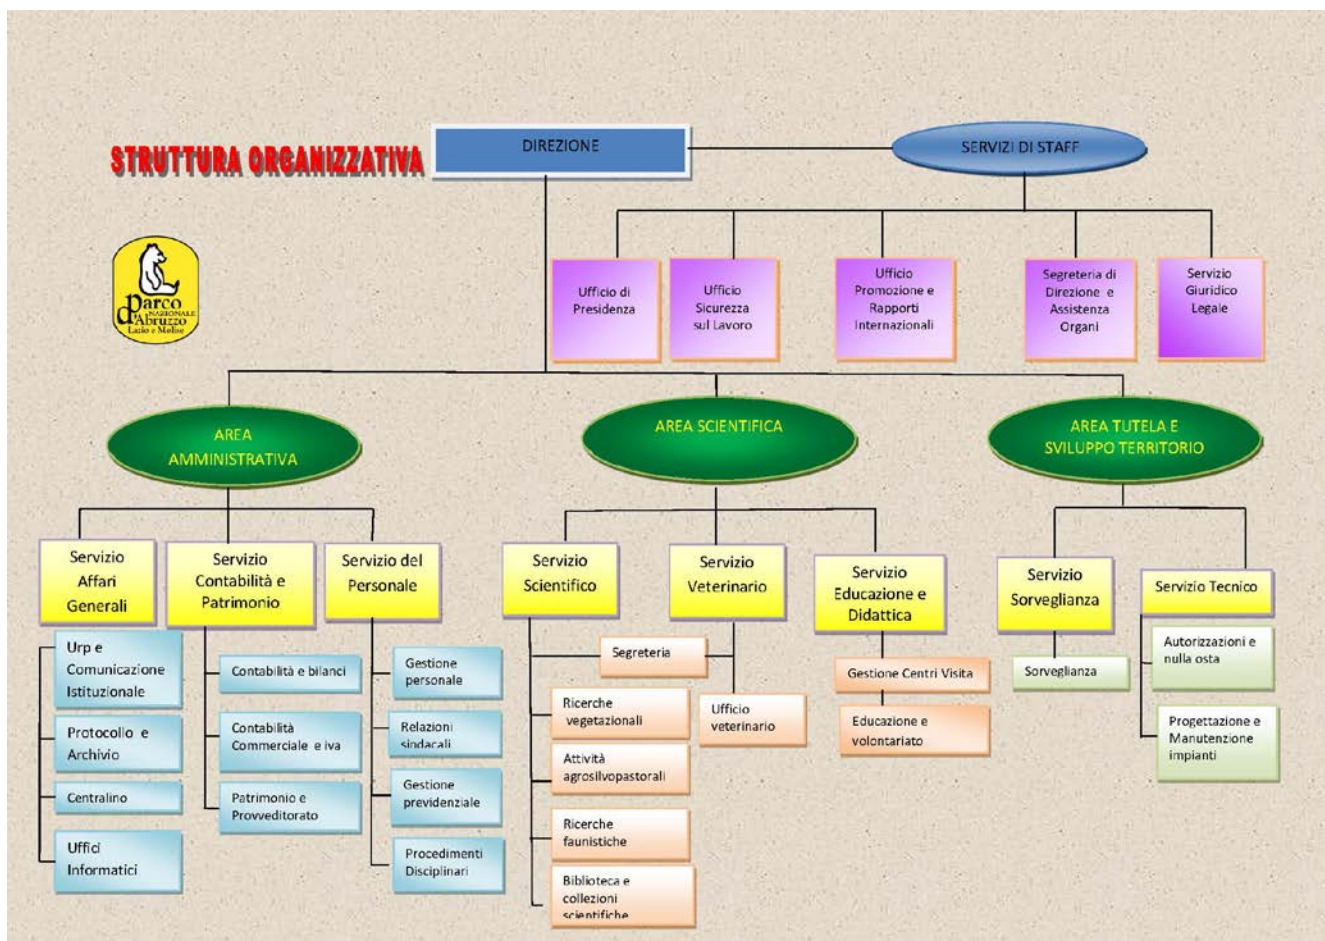 STRUTTURA ORGANIZZATIVA
DIREZIONE
SERVIZI DI STAFF
Parco
NAZIONALE
d'Abruzzo
Lazio e Molise
Ufficio di
Presidenza
Ufficio
Sicurezza
sul Lavoro
Ufficio
Promozione e
Rapporti
Internazionali
Segreteria di
Direzione e
Assistenza
Organi
Servizio
Giuridico
Legale
AREA
AMMINISTRATIVA
AREA SCIENTIFICA
AREA TUTELA E
SVILUPPO TERRITORIO
Servizio
Affari
Generali
Servizio
Contabilità e
Patrimonio
Servizio del
Personale
Servizio
Scientifico
Servizio
Veterinario
Servizio
Educazione e
Didattica
Servizio
Sorveglianza
Servizio Tecnico
Urp e
Comunicazione
Istituzionale
Protocollo e
Archivio
Centralino
Uffici
Informatici
Contabilità e bilanci
Contabilità
Commerciale e iva
Patrimonio e
Provveditorato
Gestione
personale
Relazioni
sindacali
Gestione
previdenziale
Procedimenti
Disciplinari
Segreteria
Ricerche
vegetazionali
Attività
agrosilvopastorali
Ricerche
faunistiche
Biblioteca e
collezioni
scientifiche
Ufficio
veterinario
Gestione Centri Visita
Educazione e
volontariato
Sorveglianza
Autorizzazioni e
nulla osta
Progettazione e
Manutenzione
impianti